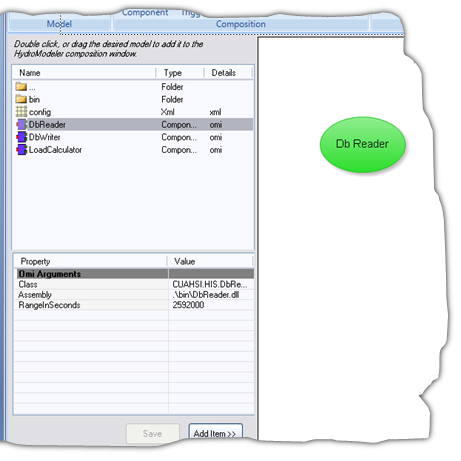 Component Trigg
Model Composition
Double click, or drag the desired model to add it to the
HydroModeler composition window.
Name Type Details
... Folder
bin Folder
config Xml xml
DbReader Compon... omi
DbWriter Compon... omi
LoadCalculator Compon... omi
Db Reader
Property Value
Omi Arguments
Class CUAHSI.HIS.DbRe...
Assembly .\bin\DbReader.dll
RangeInSeconds 2592000
Save Add Item >>